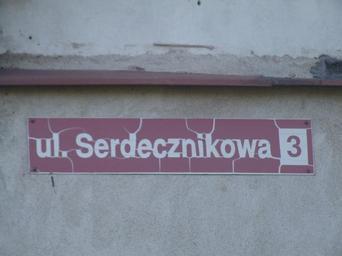 ul. Serdecznikowa 3